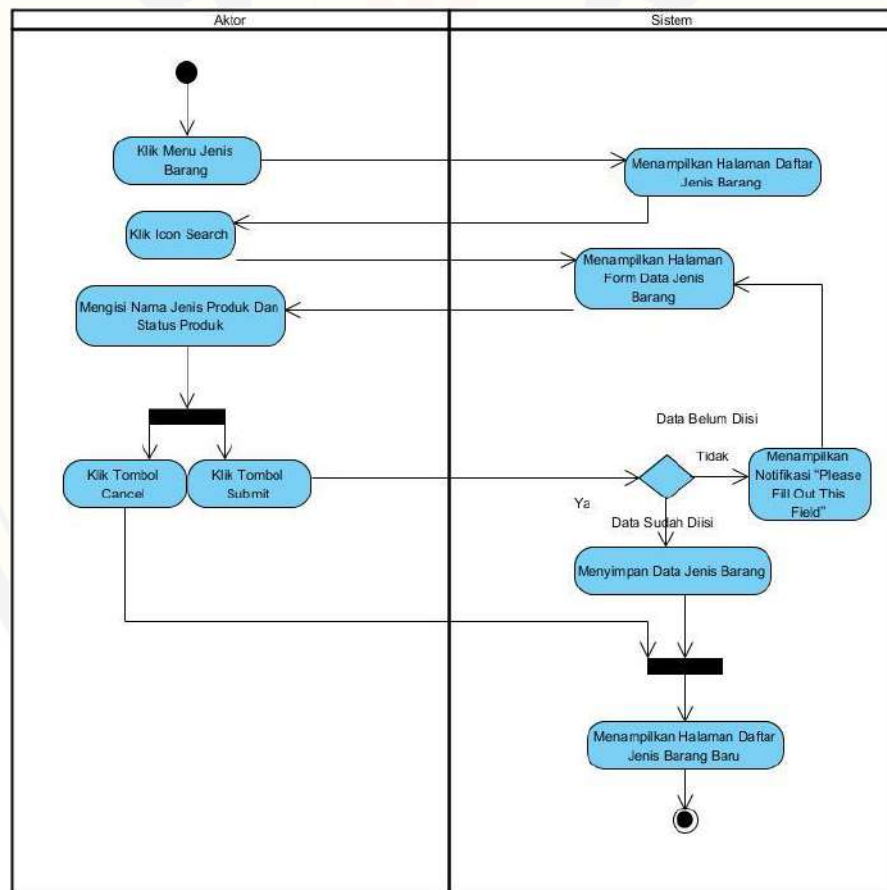 Aktor
Sistem
Klik Menu Jenis
Barang
Menampilkan Halaman Daftar
Jenis Barang
Klik Icon Search
Menampilkan Halaman
Form Data Jenis
Barang
Mengisi Nama Jenis Produk Dan
Status Produk
Data Belum Diisi
Klik Tombol
Cancel
Klik Tombol
Submit
Tidak
Menampilkan
Notifikasi "Please
Fill Out This
Field"
Ya
Data Sudah Diisi
Menyimpan Data Jenis Barang
Menampilkan Halaman Daftar
Jenis Barang Baru